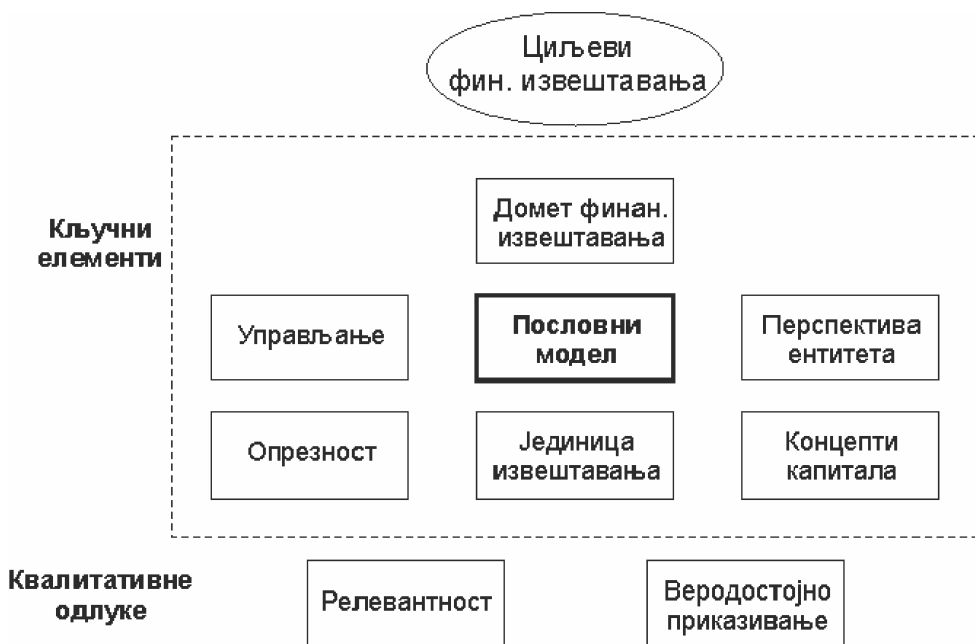 Циљеви
фин. извештавања
Домет финан.
извештавања
Кључни
елементи
Управљање
Пословни
модел
Перспектива
ентитета
Опрезност
Јединица
извештавања
Концепти
капитала
Квалитативне
одлуке
Релевантност
Веродостојно
приказивање